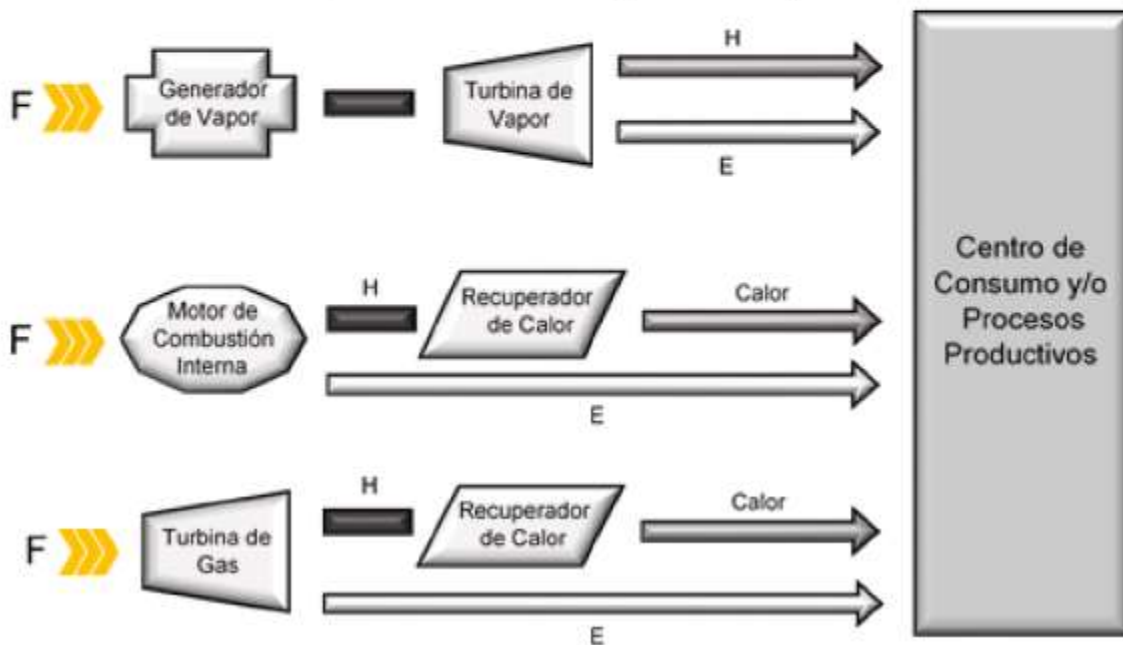 F
Generador
de Vapor
Turbina de
Vapor
H
E
F
Motor de
Combustión
Interna
H
Recuperador
de Calor
Calor
E
F
Turbina de
Gas
H
Recuperador
de Calor
Calor
E
Centro de
Consumo y/o
Procesos
Productivos